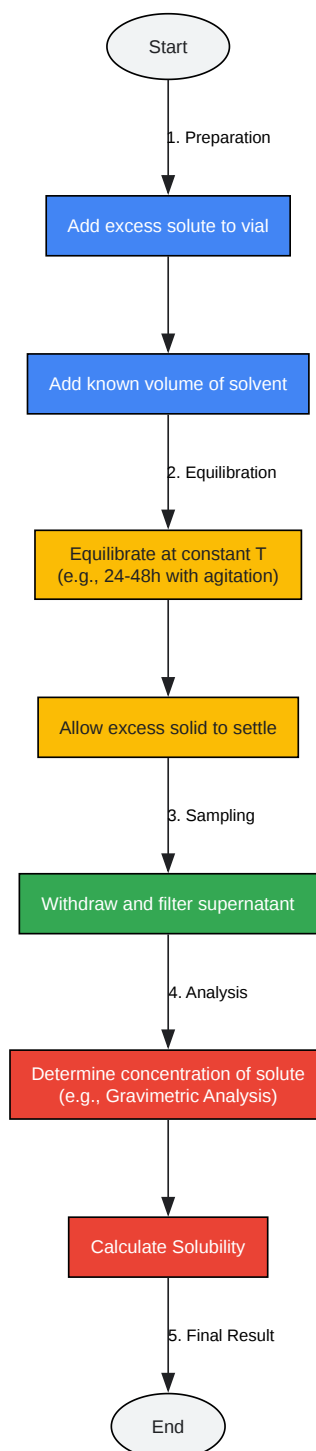 Start
1. Preparation
Add excess solute to vial
Add known volume of solvent
2. Equilibration
Equilibrate at constant T
(e.g., 24-48h with agitation)
Allow excess solid to settle
3. Sampling
Withdraw and filter supernatant
4. Analysis
Determine concentration of solute
(e.g., Gravimetric Analysis)
Calculate Solubility
5. Final Result
End